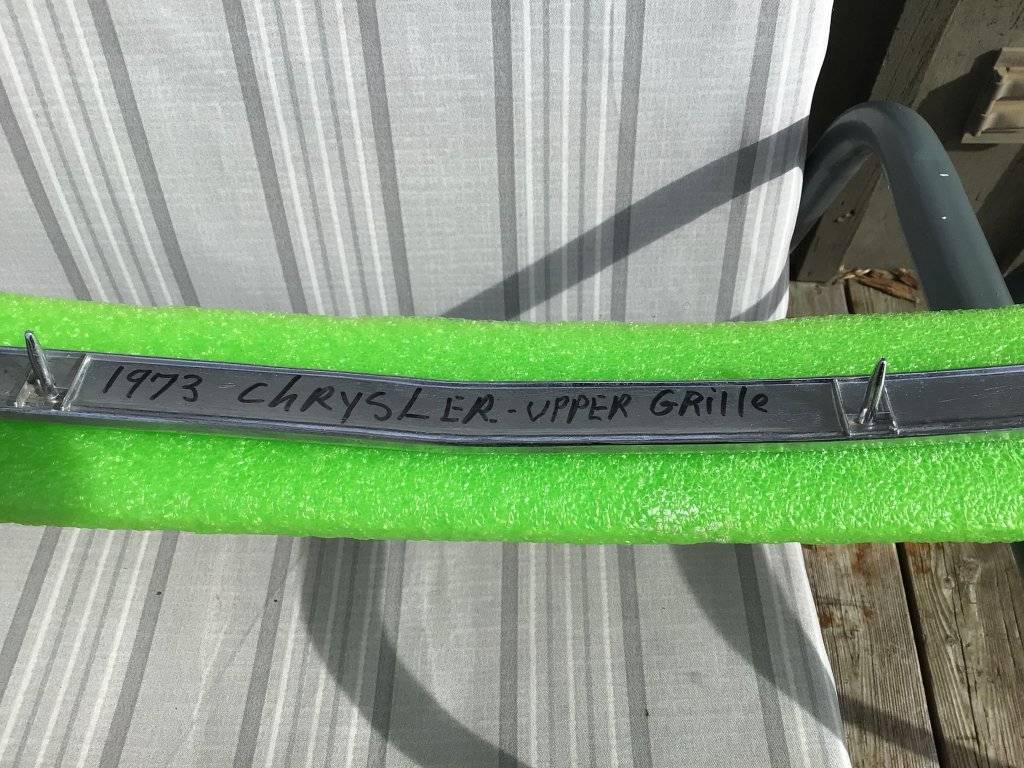 1973 ChRYSLER - UPPER GRille